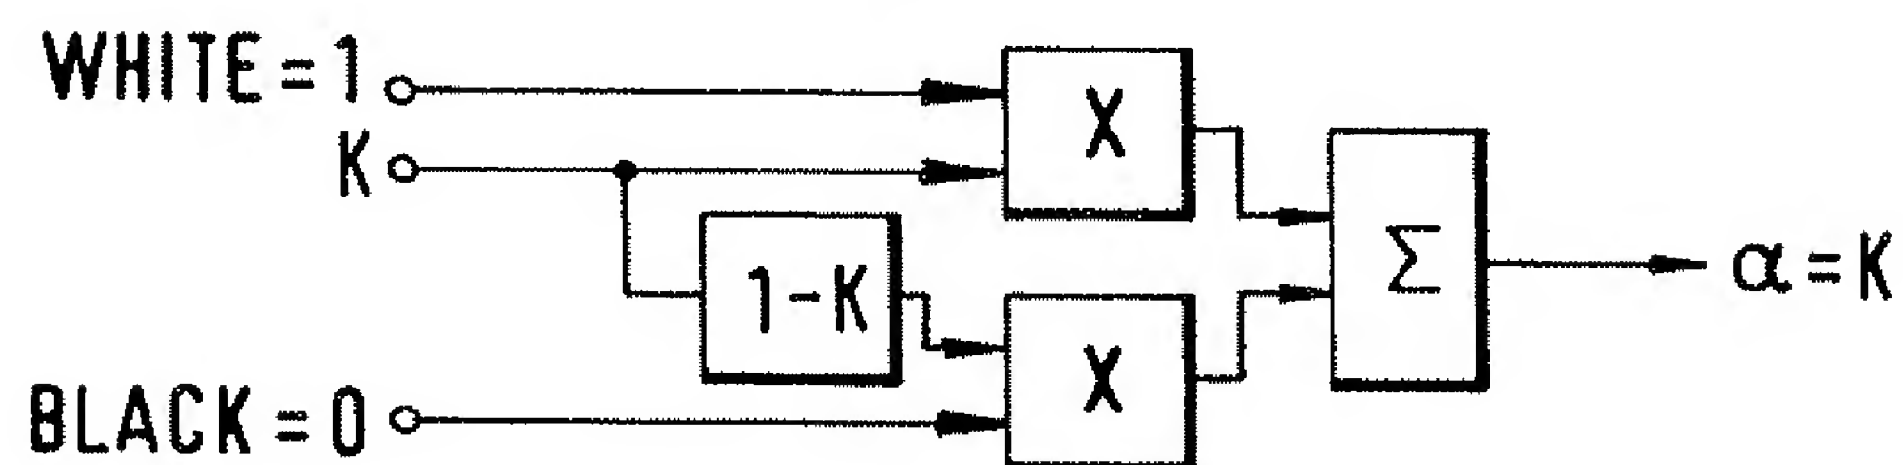 WHITE = 1
K
X
1-K
Σ
α = K
X
BLACK = 0